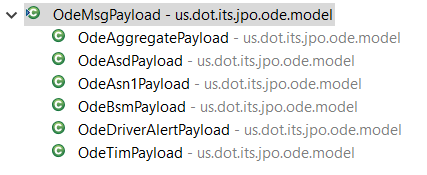 OdeMsgPayload - us.dot.its.jpo.ode.model
OdeAggregatePayload - us.dot.its.jpo.ode.model
OdeAsdPayload - us.dot.its.jpo.ode.model
OdeAsn1Payload - us.dot.its.jpo.ode.model
OdeBsmPayload - us.dot.its.jpo.ode.model
OdeDriverAlertPayload - us.dot.its.jpo.ode.model
OdeTimPayload - us.dot.its.jpo.ode.model